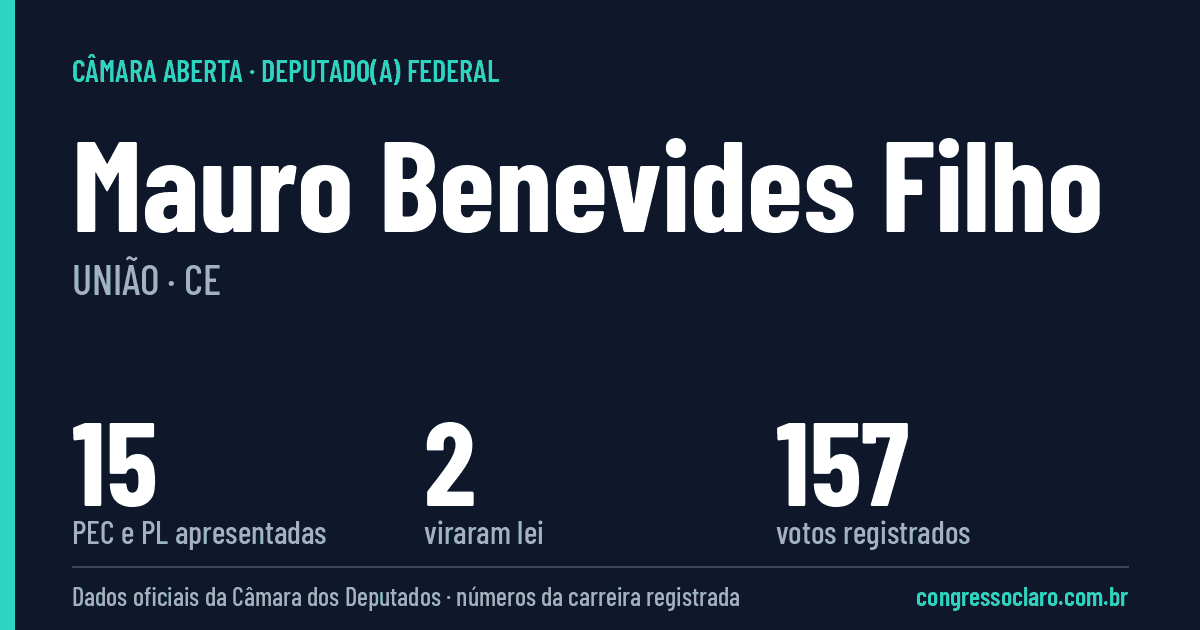 CÂMARA ABERTA · DEPUTADO(A) FEDERAL
Mauro Benevides Filho
UNIÃO · CE
15 2 157
PEC e PL apresentadas viraram lei votos registrados
Dados oficiais da Câmara dos Deputados · números da carreira registrada congressoclaro.com.br